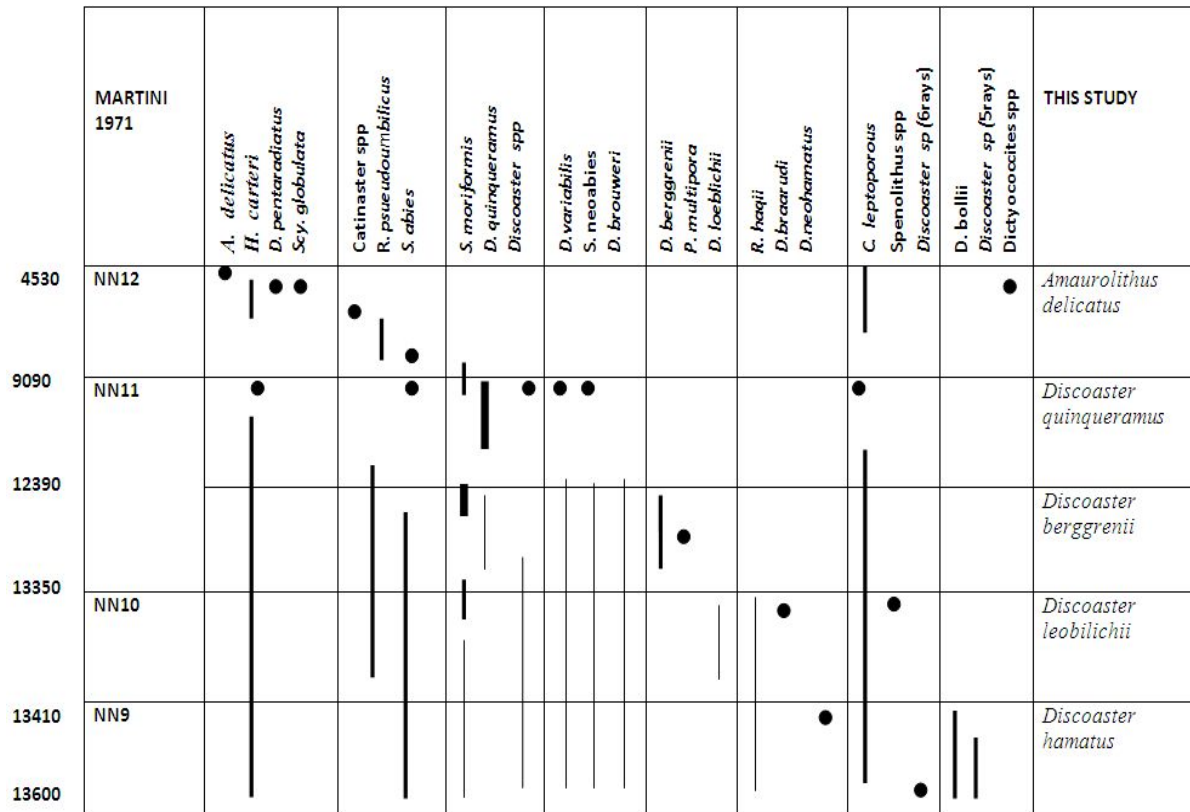 MARTINI
1971
A. delicatus
H. carteri
D. pentaradiatus
Scy. globulata
Catinaster spp
R. psueudoumbilicus
S. abies
S. moriformis
D. quinqueramus
Discoaster spp
D. variabilis
S. neoabies
D. brouweri
D. berggrenii
P. multipora
D. loeblichii
R. haqii
D.braarudi
D.neohamatus
C. leptoporous
Spenolithus spp
Discoaster sp (6rays)
D. bollii
Discoaster sp (5rays)
Dictyococcites spp
THIS STUDY
4530
NN12
Amaurolithus
delicatus
9090
NN11
Discoaster
quinqueramus
12390
Discoaster
berggrenii
13350
NN10
Discoaster
leobilichii
13410
NN9
Discoaster
hamatus
13600